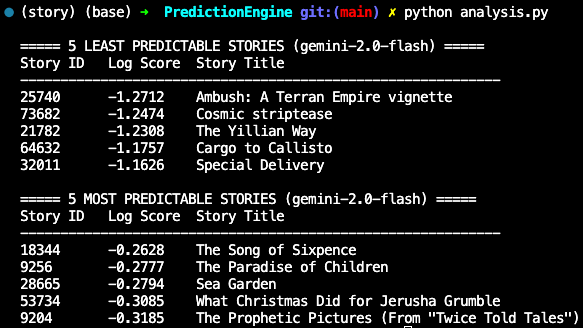 (story) (base) ➜ PredictionEngine git:(main) ✗ python analysis.py
===== 5 LEAST PREDICTABLE STORIES (gemini-2.0-flash) =====
Story ID Log Score Story Title
------------------------------------------------------------
25740 -1.2712 Ambush: A Terran Empire vignette
73682 -1.2474 Cosmic striptease
21782 -1.2308 The Yillian Way
64632 -1.1757 Cargo to Callisto
32011 -1.1626 Special Delivery
===== 5 MOST PREDICTABLE STORIES (gemini-2.0-flash) =====
Story ID Log Score Story Title
------------------------------------------------------------
18344 -0.2628 The Song of Sixpence
9256 -0.2777 The Paradise of Children
28665 -0.2794 Sea Garden
53734 -0.3085 What Christmas Did for Jerusha Grumble
9204 -0.3185 The Prophetic Pictures (From "Twice Told Tales")